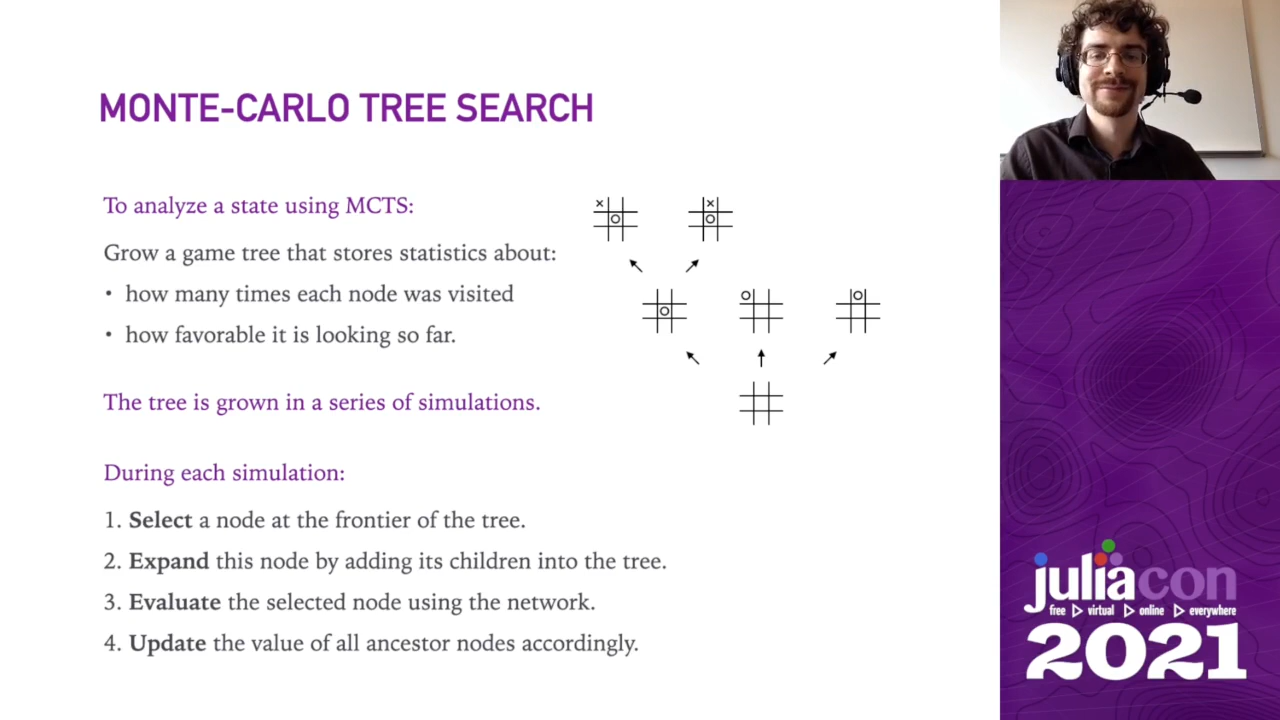 MONTE-CARLO TREE SEARCH
To analyze a state using MCTS:
Grow a game tree that stores statistics about:
• how many times each node was visited
• how favorable it is looking so far.
The tree is grown in a series of simulations.
During each simulation:
1. Select a node at the frontier of the tree.
2. Expand this node by adding its children into the tree.
3. Evaluate the selected node using the network.
4. Update the value of all ancestor nodes accordingly.
juliacon
free ▷ virtual ▷ online ▷ everywhere
2021